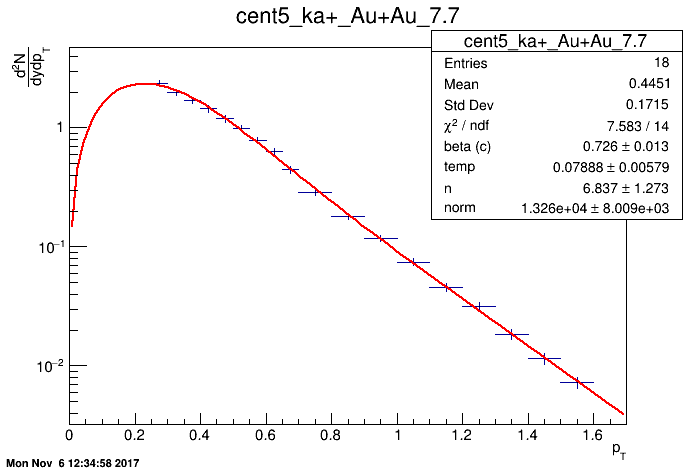 cent5_ka+_Au+Au_7.7
d²N
dydp_T
cent5_ka+_Au+Au_7.7
Entries 18
Mean 0.4451
Std Dev 0.1715
χ² / ndf 7.583 / 14
beta (c) 0.726 ± 0.013
temp 0.07888 ± 0.00579
n 6.837 ± 1.273
norm 1.326e+04 ± 8.009e+03
1
10⁻¹
10⁻²
0 0.2 0.4 0.6 0.8 1 1.2 1.4 1.6
p_T
Mon Nov 6 12:34:58 2017